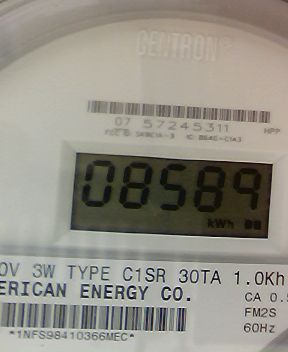 CENTRON®
07 57245311
HPP
08589
kWh
0V 3W TYPE C1SR 30TA 1.0Kh
ERICAN ENERGY CO.
CA 0.5
FM2S
60Hz
*1NFS98410366MEC*